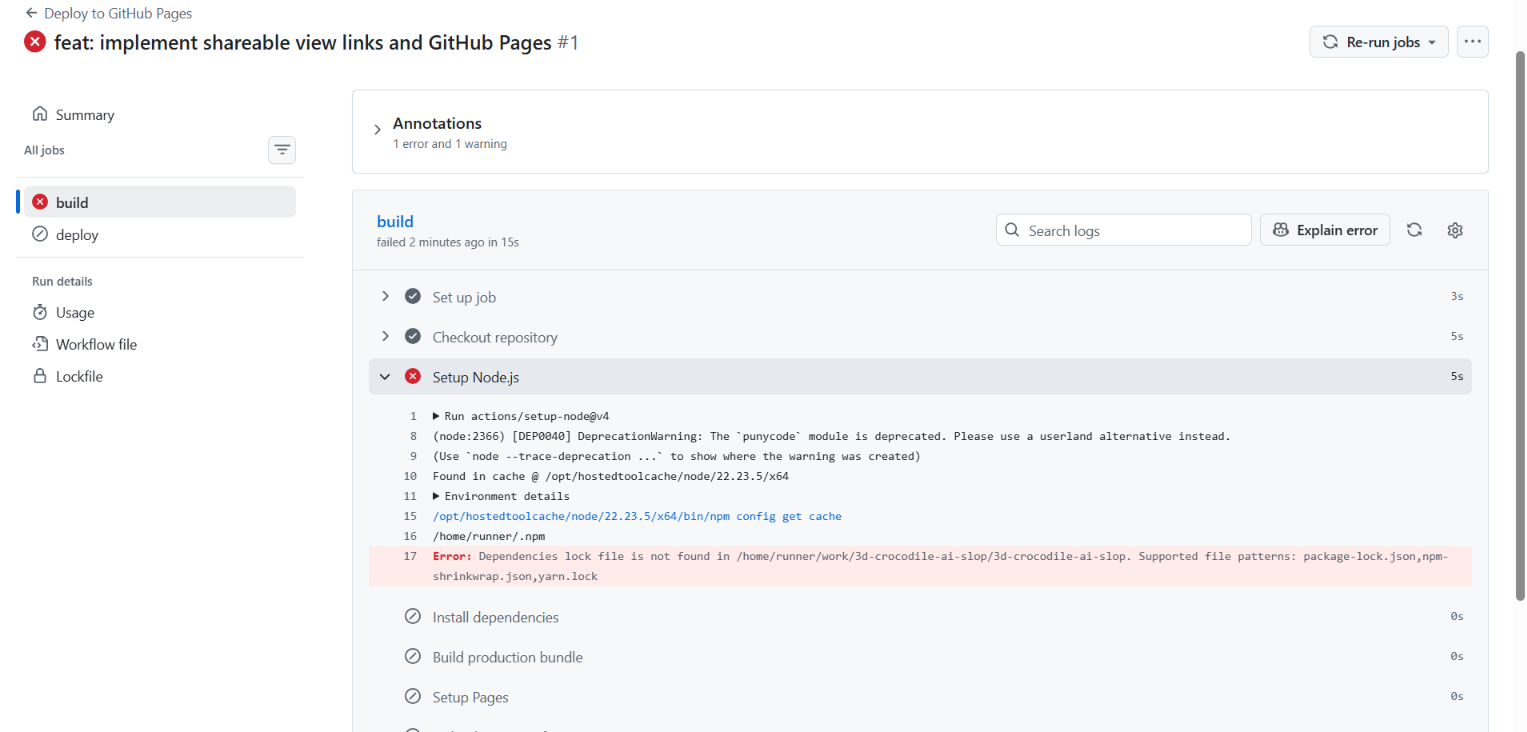 Deploy to GitHub Pages
feat: implement shareable view links and GitHub Pages #1
Re-run jobs
Summary
All jobs
build
deploy
Run details
Usage
Workflow file
Lockfile
Annotations
1 error and 1 warning
build
failed 2 minutes ago in 15s
Search logs
Explain error
Set up job 3s
Checkout repository 5s
Setup Node.js 5s
1 Run actions/setup-node@v4
8 (node:2366) [DEP0040] DeprecationWarning: The `punycode` module is deprecated. Please use a userland alternative instead.
9 (Use `node --trace-deprecation ...` to show where the warning was created)
10 Found in cache @ /opt/hostedtoolcache/node/22.23.5/x64
11 Environment details
15 /opt/hostedtoolcache/node/22.23.5/x64/bin/npm config get cache
16 /home/runner/.npm
17 Error: Dependencies lock file is not found in /home/runner/work/3d-crocodile-ai-slop/3d-crocodile-ai-slop. Supported file patterns: package-lock.json,npm-
shrinkwrap.json,yarn.lock
Install dependencies 0s
Build production bundle 0s
Setup Pages 0s